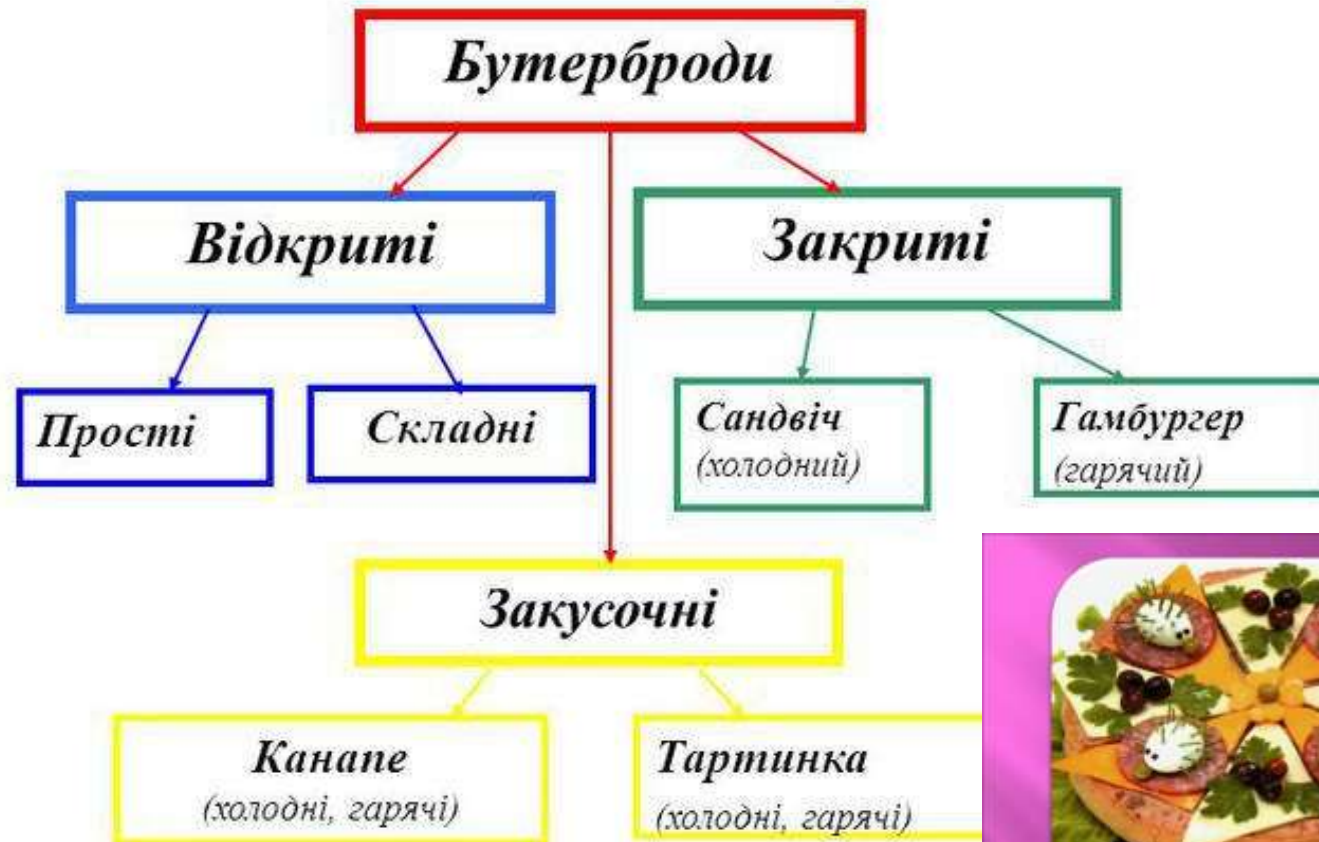 Бутерброди
Відкриті
Закриті
Прості
Складні
Сандвіч
(холодний)
Гамбургер
(гарячий)
Закусочні
Канапе
(холодні, гарячі)
Тартинка
(холодні, гарячі)